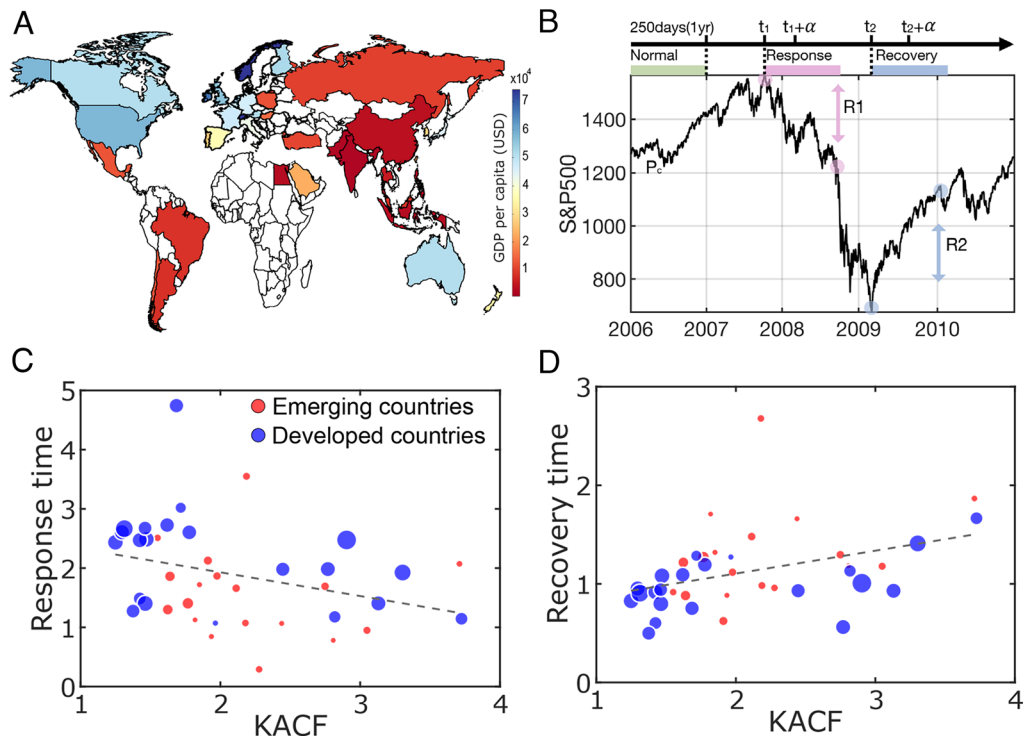 A
×10⁴
8
7
6
5
4
3
2
1
GDP per capita (USD)
B
250days(1yr) t₁ t₁+α t₂ t₂+α
Normal Response Recovery
S&P500
1400
1200
1000
800
P꜀
R1
R2
2006 2007 2008 2009 2010
C
Response time
5
4
3
2
1
0
Emerging countries
Developed countries
1 2 3 4
KACF
D
Recovery time
3
2
1
0
1 2 3 4
KACF